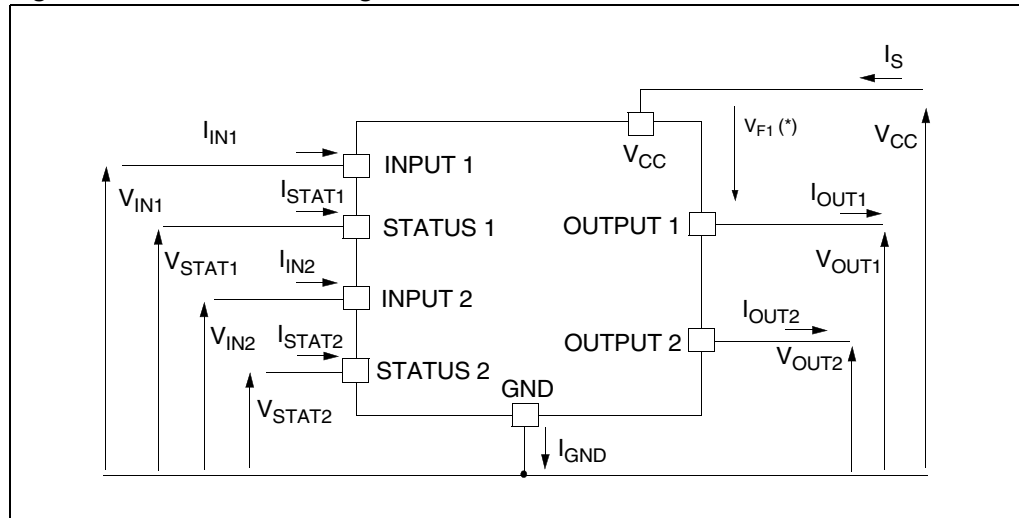 I_S
V_F1 (*)
V_CC
V_CC
I_IN1
INPUT 1
V_IN1
I_STAT1
STATUS 1
OUTPUT 1
I_OUT1
V_OUT1
V_STAT1
I_IN2
INPUT 2
V_IN2
I_STAT2
STATUS 2
OUTPUT 2
I_OUT2
V_OUT2
V_STAT2
GND
I_GND